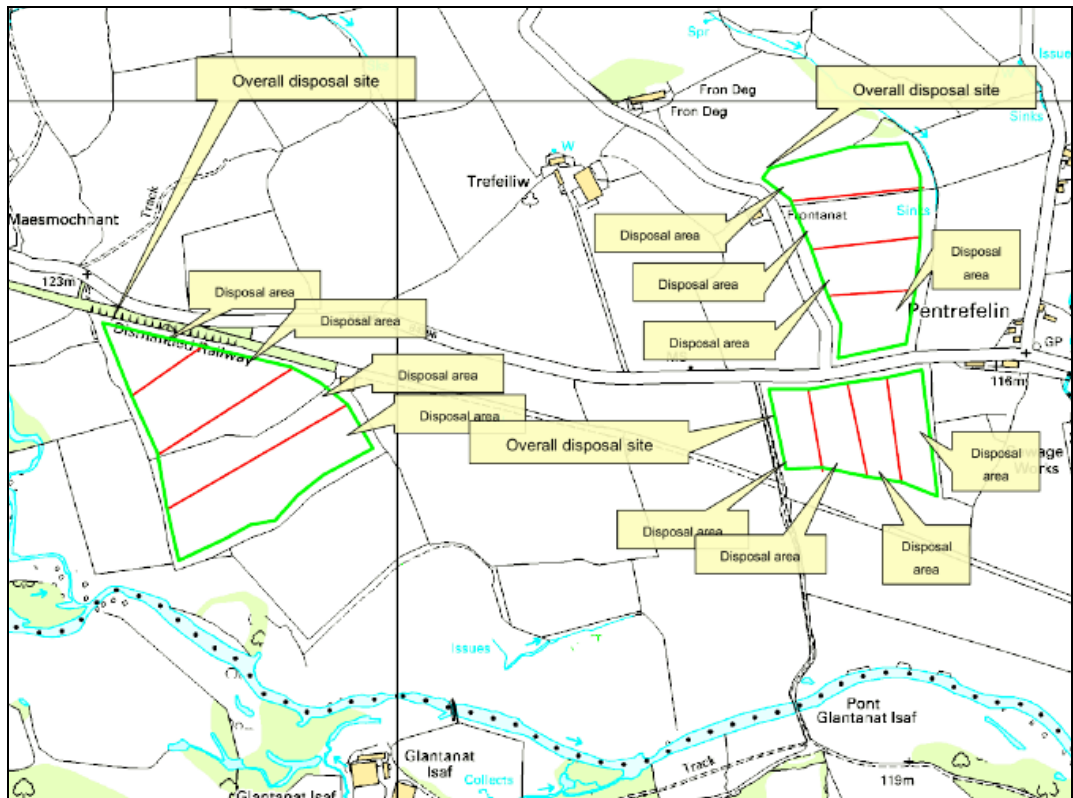 Spr
Issue
Overall disposal site
Fron Deg
Overall disposal site
Fron Deg
Sinks
W
Trefeiliw
Track
Maesmochnant
Frontanat
Sinks
Disposal area
Disposal
area
Disposal area
123m
Disposal area
Pentrefelin
Disposal area
Disposal area
Dismantled Railway
GP
MS
Disposal area
116m
Disposal area
Overall disposal site
Disposal
area
Sewage
Works
Disposal area
Disposal area
Disposal
area
Issues
Pont
Glantanat Isaf
Glantanat
Isaf
Track
Collects
119m
Glantanat Isaf